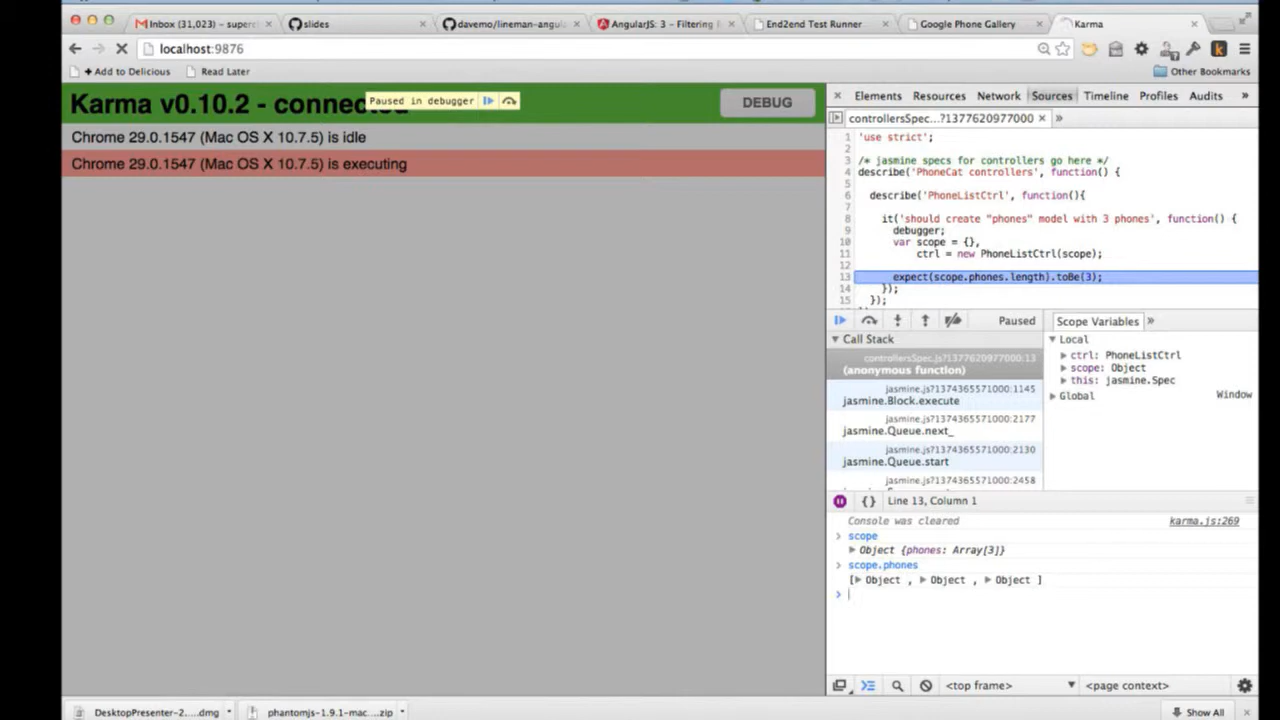 Inbox (31,023) - superc
slides
davemo/lineman-angul
AngularJS: 3 - Filtering
End2end Test Runner
Google Phone Gallery
Karma
localhost:9876
Add to Delicious
Read Later
Other Bookmarks
Karma v0.10.2 - connected
Paused in debugger
DEBUG
Chrome 29.0.1547 (Mac OS X 10.7.5) is idle
Chrome 29.0.1547 (Mac OS X 10.7.5) is executing
Elements Resources Network Sources Timeline Profiles Audits »
controllersSpec...?1377620977000 × »
1 'use strict';
2
3 /* jasmine specs for controllers go here */
4 describe('PhoneCat controllers', function() {
5
6 describe('PhoneListCtrl', function(){
7
8 it('should create "phones" model with 3 phones', function() {
9 debugger;
10 var scope = {},
11 ctrl = new PhoneListCtrl(scope);
12
13 expect(scope.phones.length).toBe(3);
14 });
15 });
Paused
Call Stack
controllersSpec.js?1377620977000:13
(anonymous function)
jasmine.js?1374365571000:1145
jasmine.Block.execute
jasmine.js?1374365571000:2177
jasmine.Queue.next_
jasmine.js?1374365571000:2130
jasmine.Queue.start
jasmine.js?1374365571000:2458
Scope Variables »
Local
ctrl: PhoneListCtrl
scope: Object
this: jasmine.Spec
Global Window
{} Line 13, Column 1
Console was cleared karma.js:269
> scope
Object {phones: Array[3]}
> scope.phones
[Object , Object , Object ]
>
<top frame> <page context>
DesktopPresenter-2....dmg
phantomjs-1.9.1-mac....zip
Show All